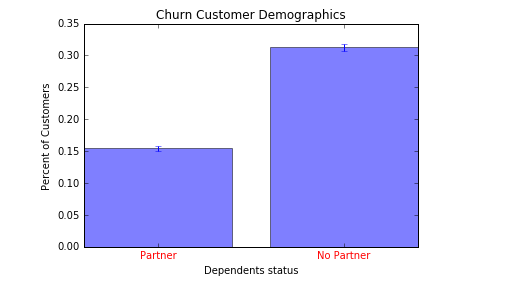 Churn Customer Demographics
0.35
0.30
0.25
0.20
0.15
0.10
0.05
0.00
Percent of Customers
Partner
No Partner
Dependents status